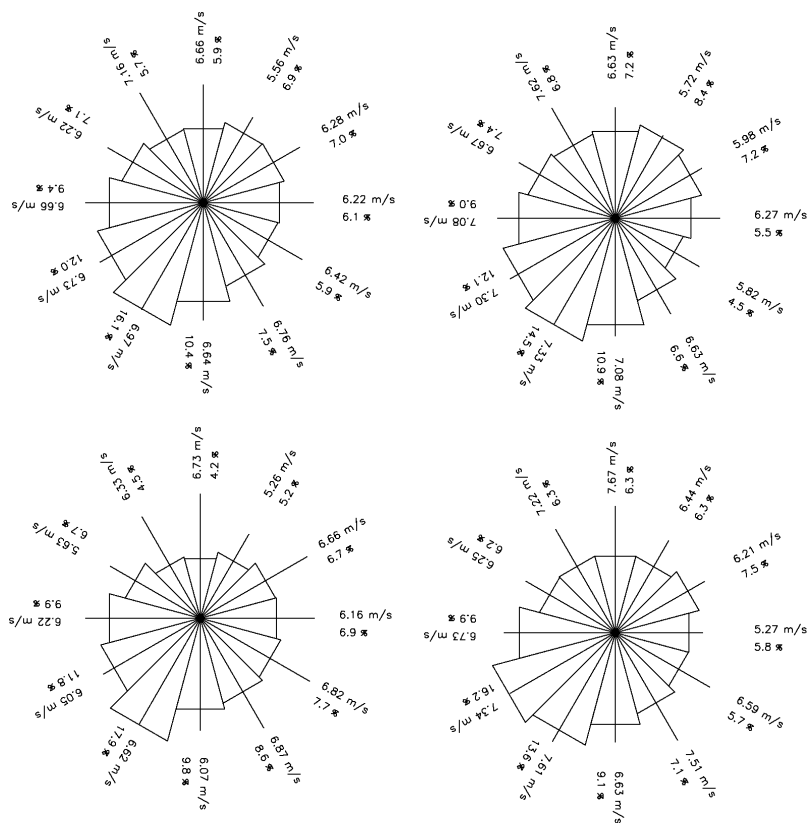 6.66 m/s
5.9 %
5.56 m/s
6.9 %
6.28 m/s
7.0 %
6.22 m/s
6.1 %
6.42 m/s
5.9 %
6.76 m/s
7.5 %
6.64 m/s
10.4 %
6.97 m/s
16.1 %
6.73 m/s
12.0 %
6.66 m/s
9.4 %
6.22 m/s
7.1 %
7.16 m/s
5.7 %
6.63 m/s
7.2 %
5.72 m/s
8.4 %
5.98 m/s
7.2 %
6.27 m/s
5.5 %
5.82 m/s
4.5 %
6.63 m/s
6.6 %
7.08 m/s
10.9 %
7.33 m/s
14.5 %
7.30 m/s
12.1 %
7.08 m/s
9.0 %
6.67 m/s
7.4 %
7.62 m/s
6.8 %
6.73 m/s
4.2 %
5.26 m/s
5.2 %
6.66 m/s
6.7 %
6.16 m/s
6.9 %
6.82 m/s
7.7 %
6.87 m/s
8.6 %
6.07 m/s
9.8 %
6.62 m/s
17.9 %
6.05 m/s
11.8 %
6.22 m/s
9.9 %
5.63 m/s
6.7 %
6.33 m/s
4.5 %
7.67 m/s
6.3 %
6.44 m/s
6.3 %
6.21 m/s
7.5 %
5.27 m/s
5.8 %
6.59 m/s
5.7 %
7.51 m/s
7.1 %
6.63 m/s
9.1 %
7.61 m/s
13.6 %
7.34 m/s
16.2 %
6.73 m/s
9.9 %
6.25 m/s
6.2 %
7.22 m/s
6.3 %